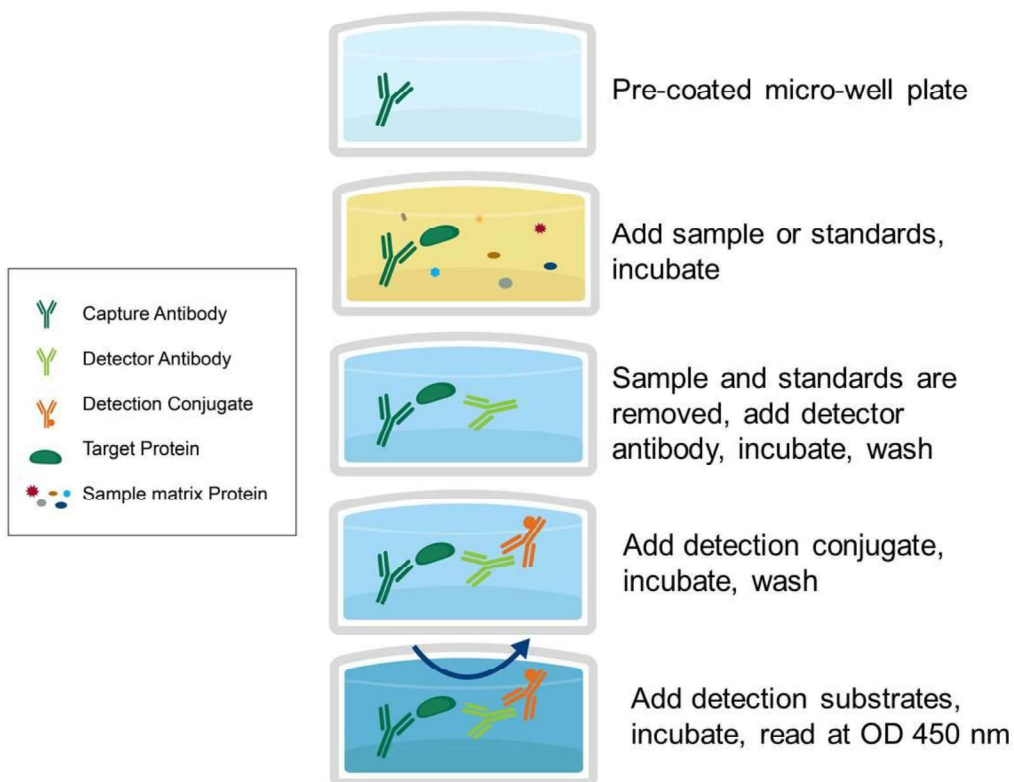 Pre-coated micro-well plate
Add sample or standards,
incubate
Capture Antibody
Detector Antibody
Detection Conjugate
Target Protein
Sample matrix Protein
Sample and standards are
removed, add detector
antibody, incubate, wash
Add detection conjugate,
incubate, wash
Add detection substrates,
incubate, read at OD 450 nm